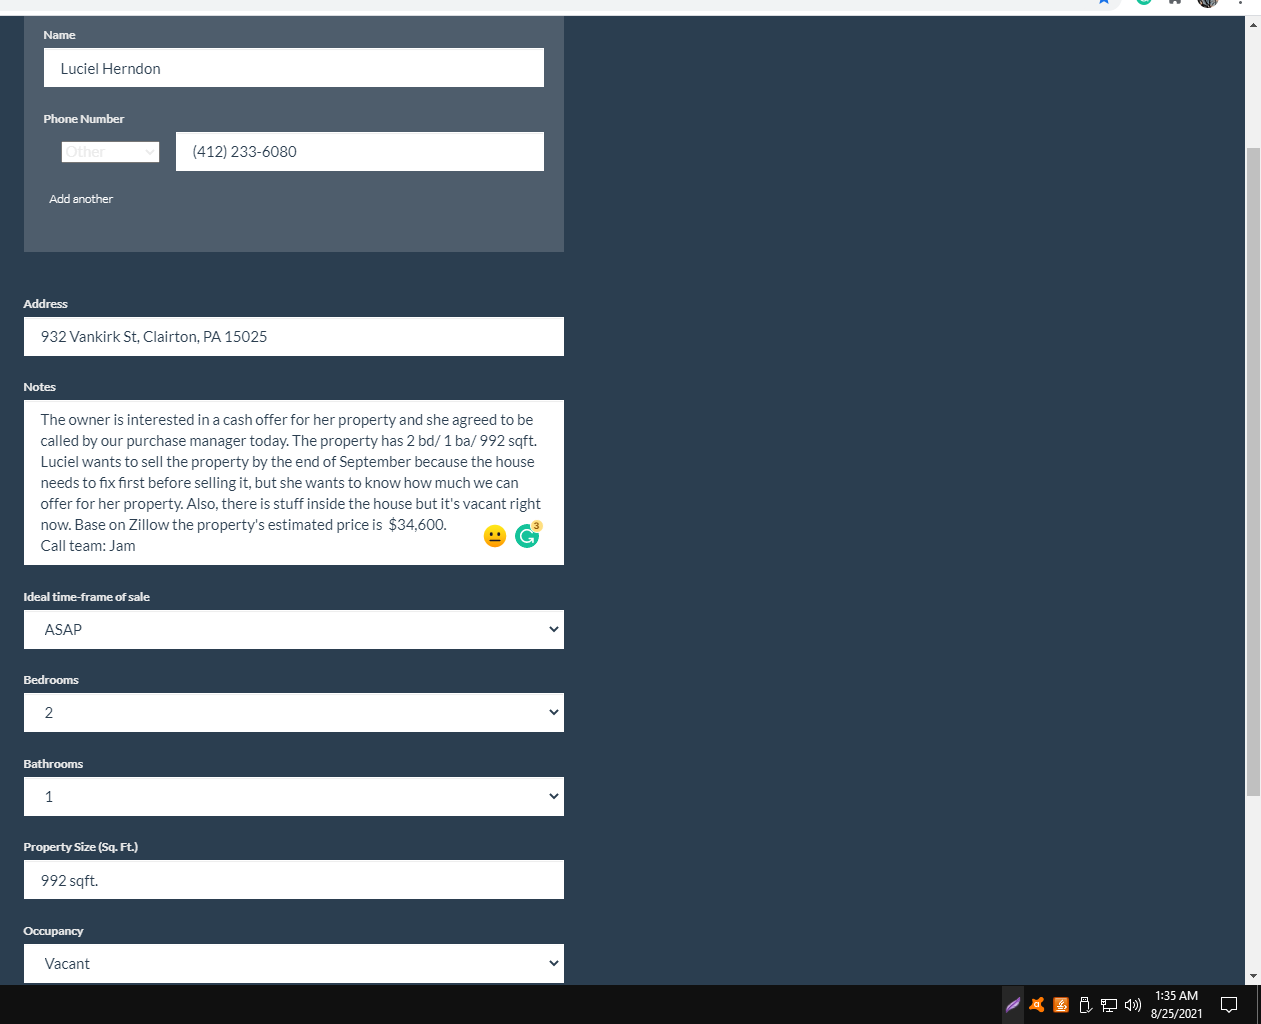 Name
Luciel Herndon
Phone Number
Other
(412) 233-6080
Add another
Address
932 Vankirk St, Clairton, PA 15025
Notes
The owner is interested in a cash offer for her property and she agreed to be
called by our purchase manager today. The property has 2 bd/ 1 ba/ 992 sqft.
Luciel wants to sell the property by the end of September because the house
needs to fix first before selling it, but she wants to know how much we can
offer for her property. Also, there is stuff inside the house but it's vacant right
now. Base on Zillow the property's estimated price is  $34,600.
3
Call team: Jam
Ideal time-frame of sale
ASAP
Bedrooms
2
Bathrooms
1
Property Size (Sq. Ft.)
992 sqft.
Occupancy
Vacant
1:35 AM
8/25/2021